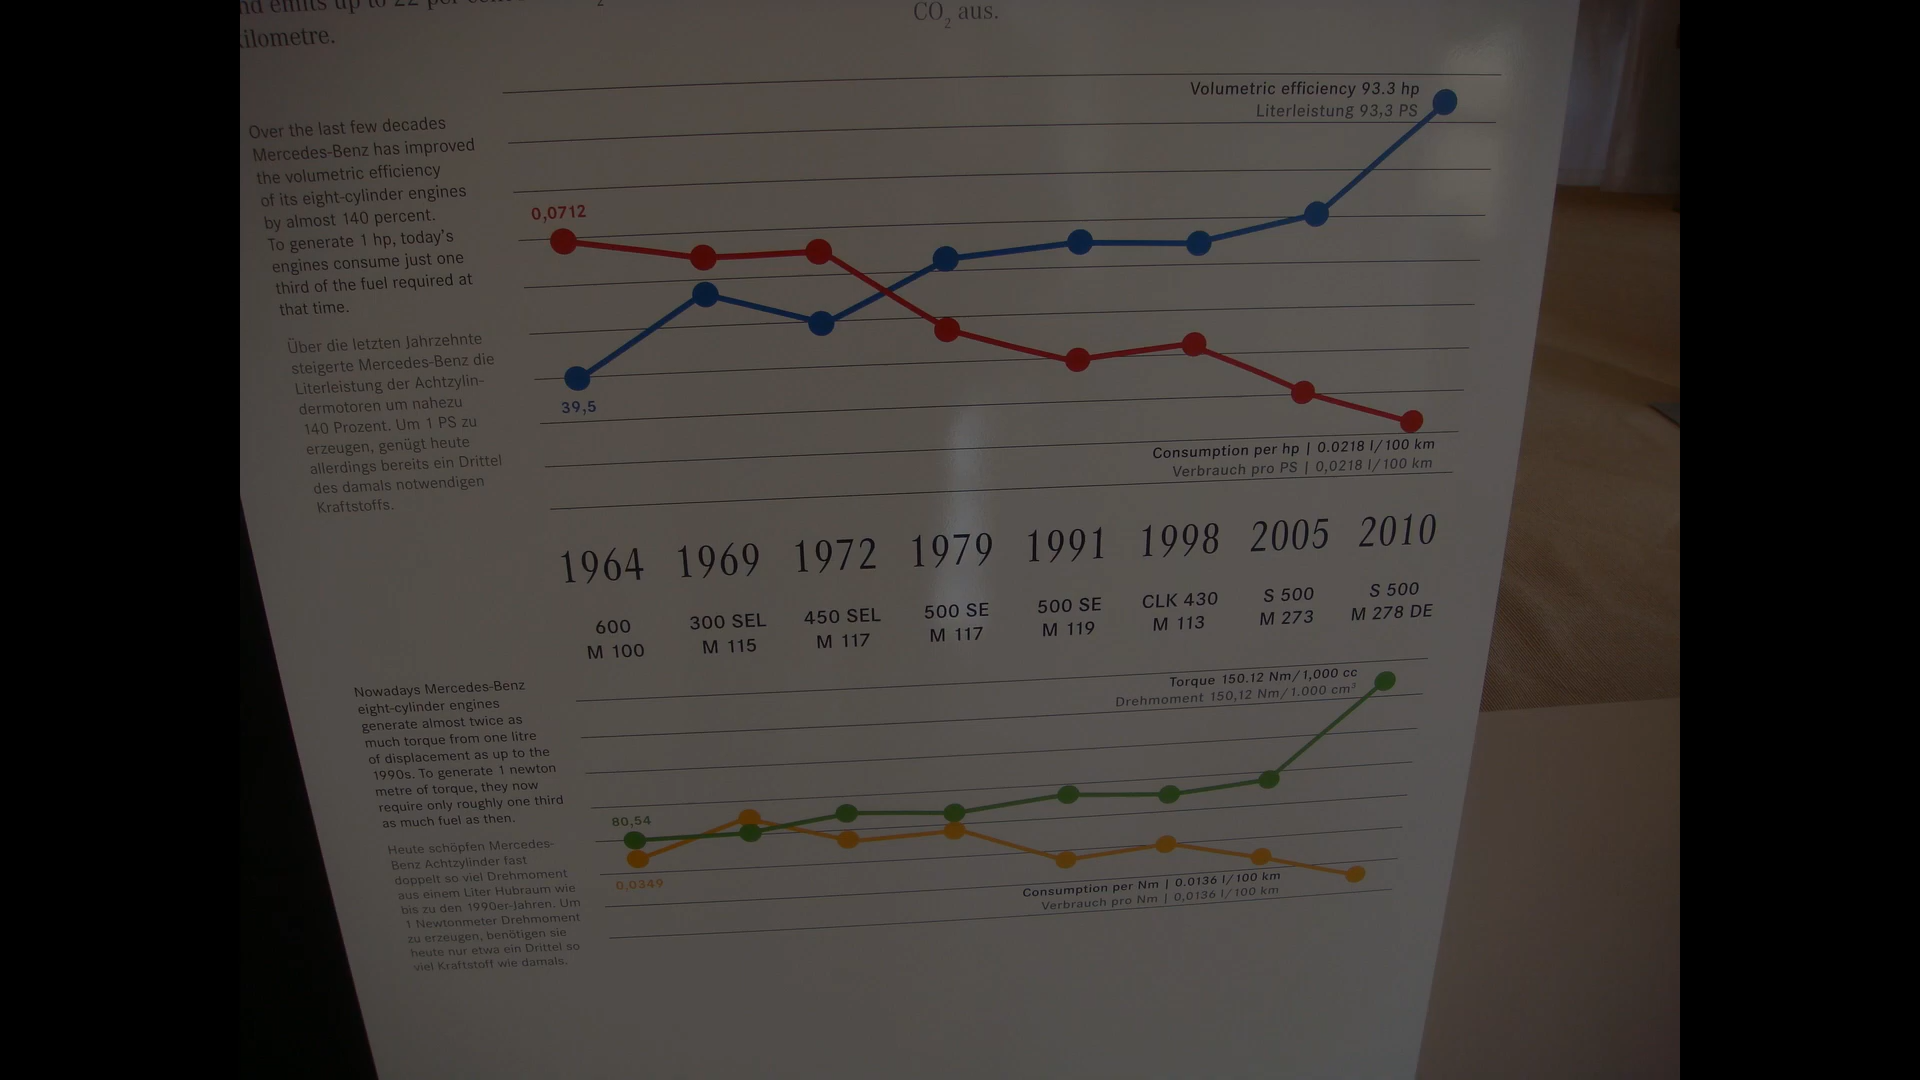 nd emits up to 22 per
kilometre.
CO2 aus.
Over the last few decades
Mercedes-Benz has improved
the volumetric efficiency
of its eight-cylinder engines
by almost 140 percent.
To generate 1 hp, today's
engines consume just one
third of the fuel required at
that time.
Über die letzten Jahrzehnte
steigerte Mercedes-Benz die
Literleistung der Achtzylin-
dermotoren um nahezu
140 Prozent. Um 1 PS zu
erzeugen, genügt heute
allerdings bereits ein Drittel
des damals notwendigen
Kraftstoffs.
Volumetric efficiency 93.3 hp
Literleistung 93,3 PS
0,0712
39,5
Consumption per hp | 0.0218 l/100 km
Verbrauch pro PS | 0,0218 l/100 km
1964 1969 1972 1979 1991 1998 2005 2010
600 300 SEL 450 SEL 500 SE 500 SE CLK 430 S 500 S 500
M 100 M 115 M 117 M 117 M 119 M 113 M 273 M 278 DE
Nowadays Mercedes-Benz
eight-cylinder engines
generate almost twice as
much torque from one litre
of displacement as up to the
1990s. To generate 1 newton
metre of torque, they now
require only roughly one third
as much fuel as then.
Heute schöpfen Mercedes-
Benz Achtzylinder fast
doppelt so viel Drehmoment
aus einem Liter Hubraum wie
bis zu den 1990er-Jahren. Um
1 Newtonmeter Drehmoment
zu erzeugen, benötigen sie
heute nur etwa ein Drittel so
viel Kraftstoff wie damals.
Torque 150.12 Nm/1,000 cc
Drehmoment 150,12 Nm/1.000 cm³
80,54
0,0349
Consumption per Nm | 0.0136 l/100 km
Verbrauch pro Nm | 0,0136 l/100 km